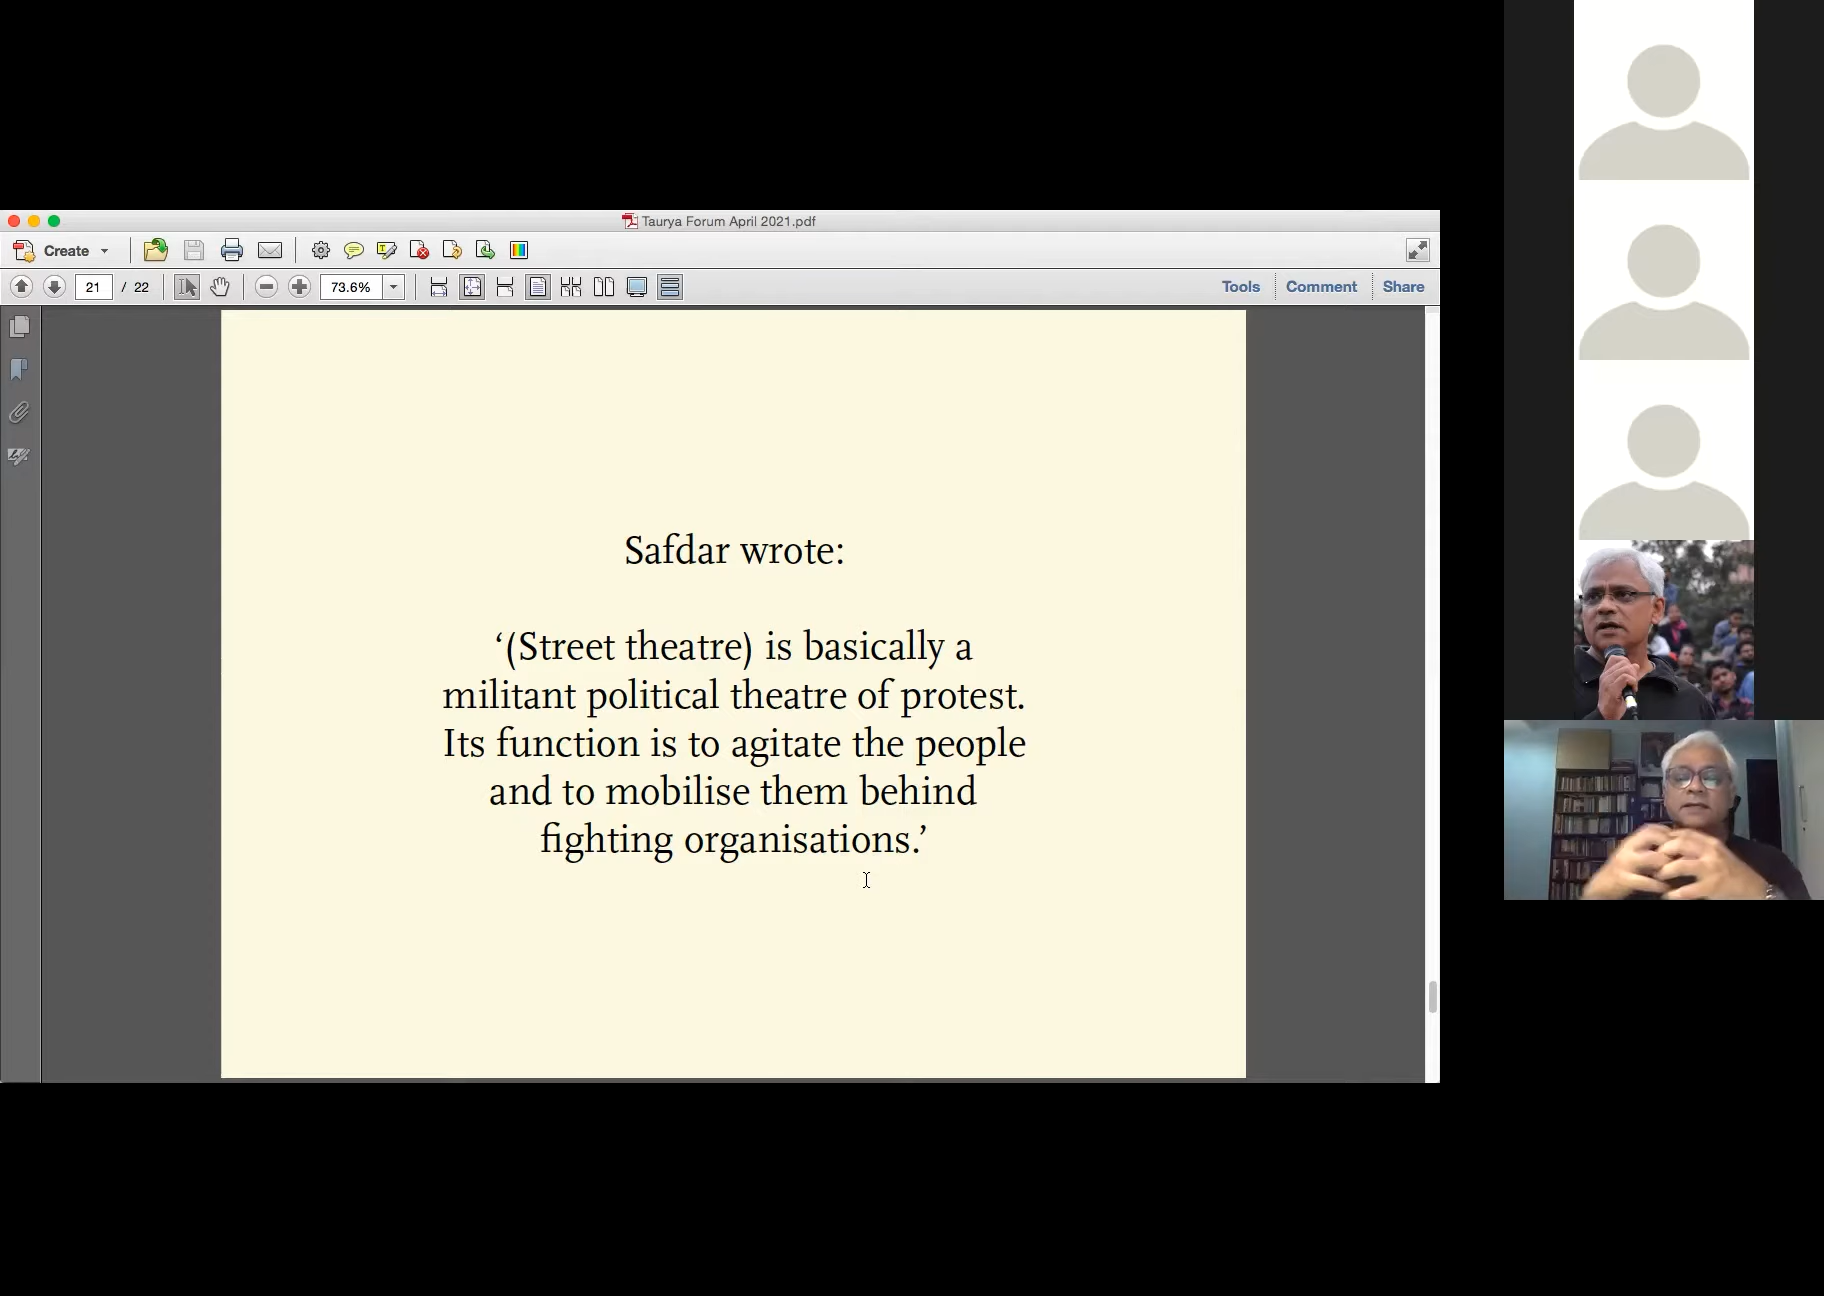 Taurya Forum April 2021.pdf
Create
21 / 22
73.6%
Tools
Comment
Share
Safdar wrote:
‘(Street theatre) is basically a
militant political theatre of protest.
Its function is to agitate the people
and to mobilise them behind
fighting organisations.’